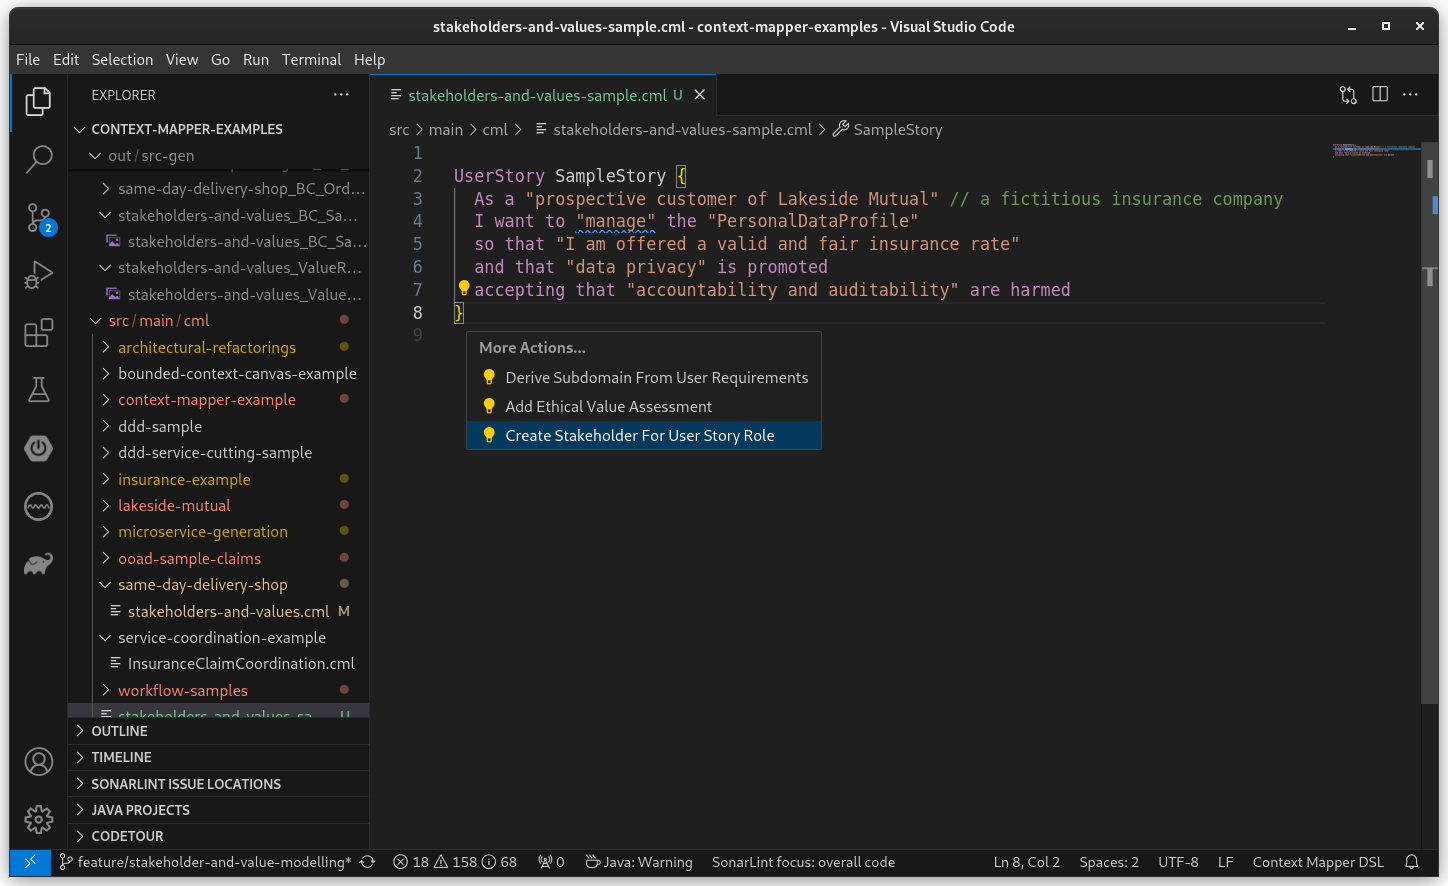 stakeholders-and-values-sample.cml - context-mapper-examples - Visual Studio Code
File Edit Selection View Go Run Terminal Help
EXPLORER
CONTEXT-MAPPER-EXAMPLES
out / src-gen
same-day-delivery-shop_BC_Ord...
stakeholders-and-values_BC_Sa...
stakeholders-and-values_BC_Sa...
stakeholders-and-values_ValueR...
stakeholders-and-values_Value...
src / main / cml
architectural-refactorings
bounded-context-canvas-example
context-mapper-example
ddd-sample
ddd-service-cutting-sample
insurance-example
lakeside-mutual
microservice-generation
ooad-sample-claims
same-day-delivery-shop
stakeholders-and-values.cml M
service-coordination-example
InsuranceClaimCoordination.cml
workflow-samples
stakeholders-and-values-sa... U
OUTLINE
TIMELINE
SONARLINT ISSUE LOCATIONS
JAVA PROJECTS
CODETOUR
2
stakeholders-and-values-sample.cml U
src > main > cml > stakeholders-and-values-sample.cml > SampleStory
1
2 UserStory SampleStory {
3 As a "prospective customer of Lakeside Mutual" // a fictitious insurance company
4 I want to "manage" the "PersonalDataProfile"
5 so that "I am offered a valid and fair insurance rate"
6 and that "data privacy" is promoted
7 accepting that "accountability and auditability" are harmed
8 }
9
More Actions...
Derive Subdomain From User Requirements
Add Ethical Value Assessment
Create Stakeholder For User Story Role
feature/stakeholder-and-value-modelling* 18 158 68 0 Java: Warning SonarLint focus: overall code Ln 8, Col 2 Spaces: 2 UTF-8 LF Context Mapper DSL